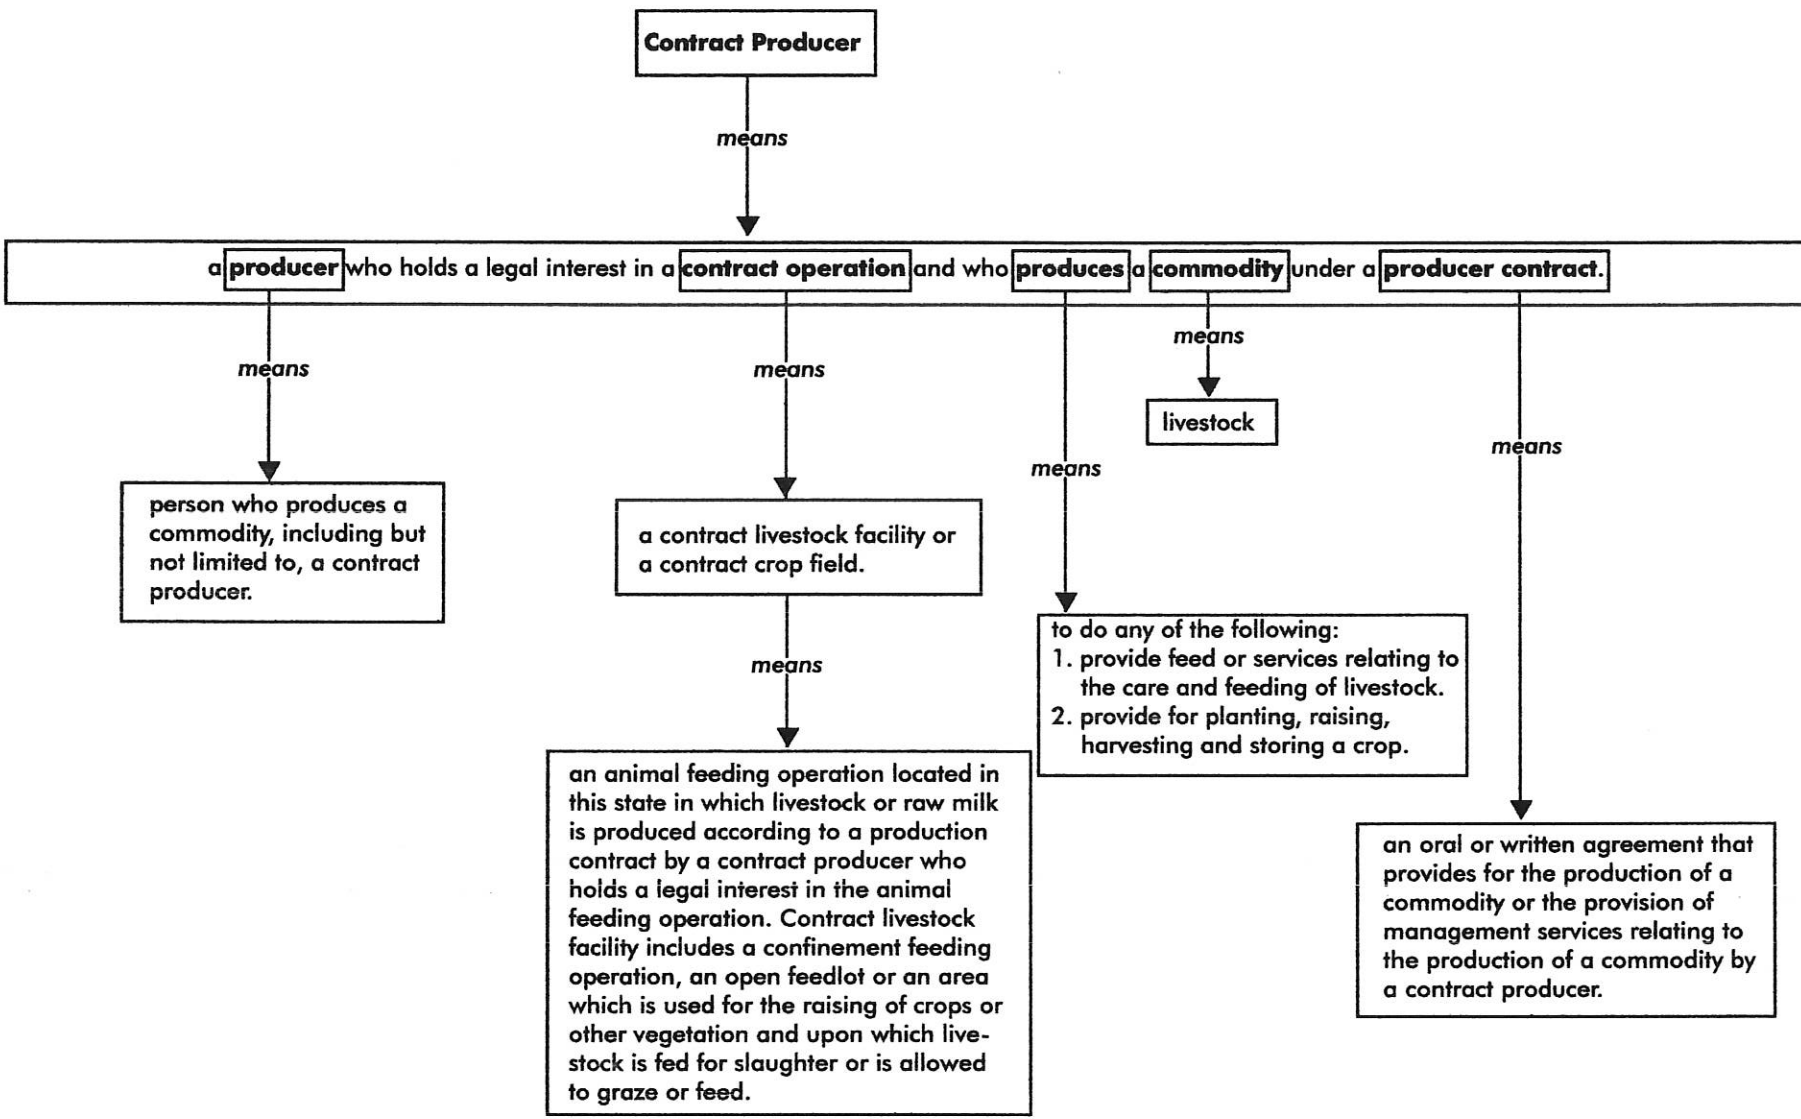 Contract Producer
means
a producer who holds a legal interest in a contract operation and who produces a commodity under a producer contract.
means
person who produces a
commodity, including but
not limited to, a contract
producer.
means
a contract livestock facility or
a contract crop field.
means
an animal feeding operation located in
this state in which livestock or raw milk
is produced according to a production
contract by a contract producer who
holds a legal interest in the animal
feeding operation. Contract livestock
facility includes a confinement feeding
operation, an open feedlot or an area
which is used for the raising of crops or
other vegetation and upon which live-
stock is fed for slaughter or is allowed
to graze or feed.
means
to do any of the following:
1. provide feed or services relating to
the care and feeding of livestock.
2. provide for planting, raising,
harvesting and storing a crop.
means
livestock
means
an oral or written agreement that
provides for the production of a
commodity or the provision of
management services relating to
the production of a commodity by
a contract producer.